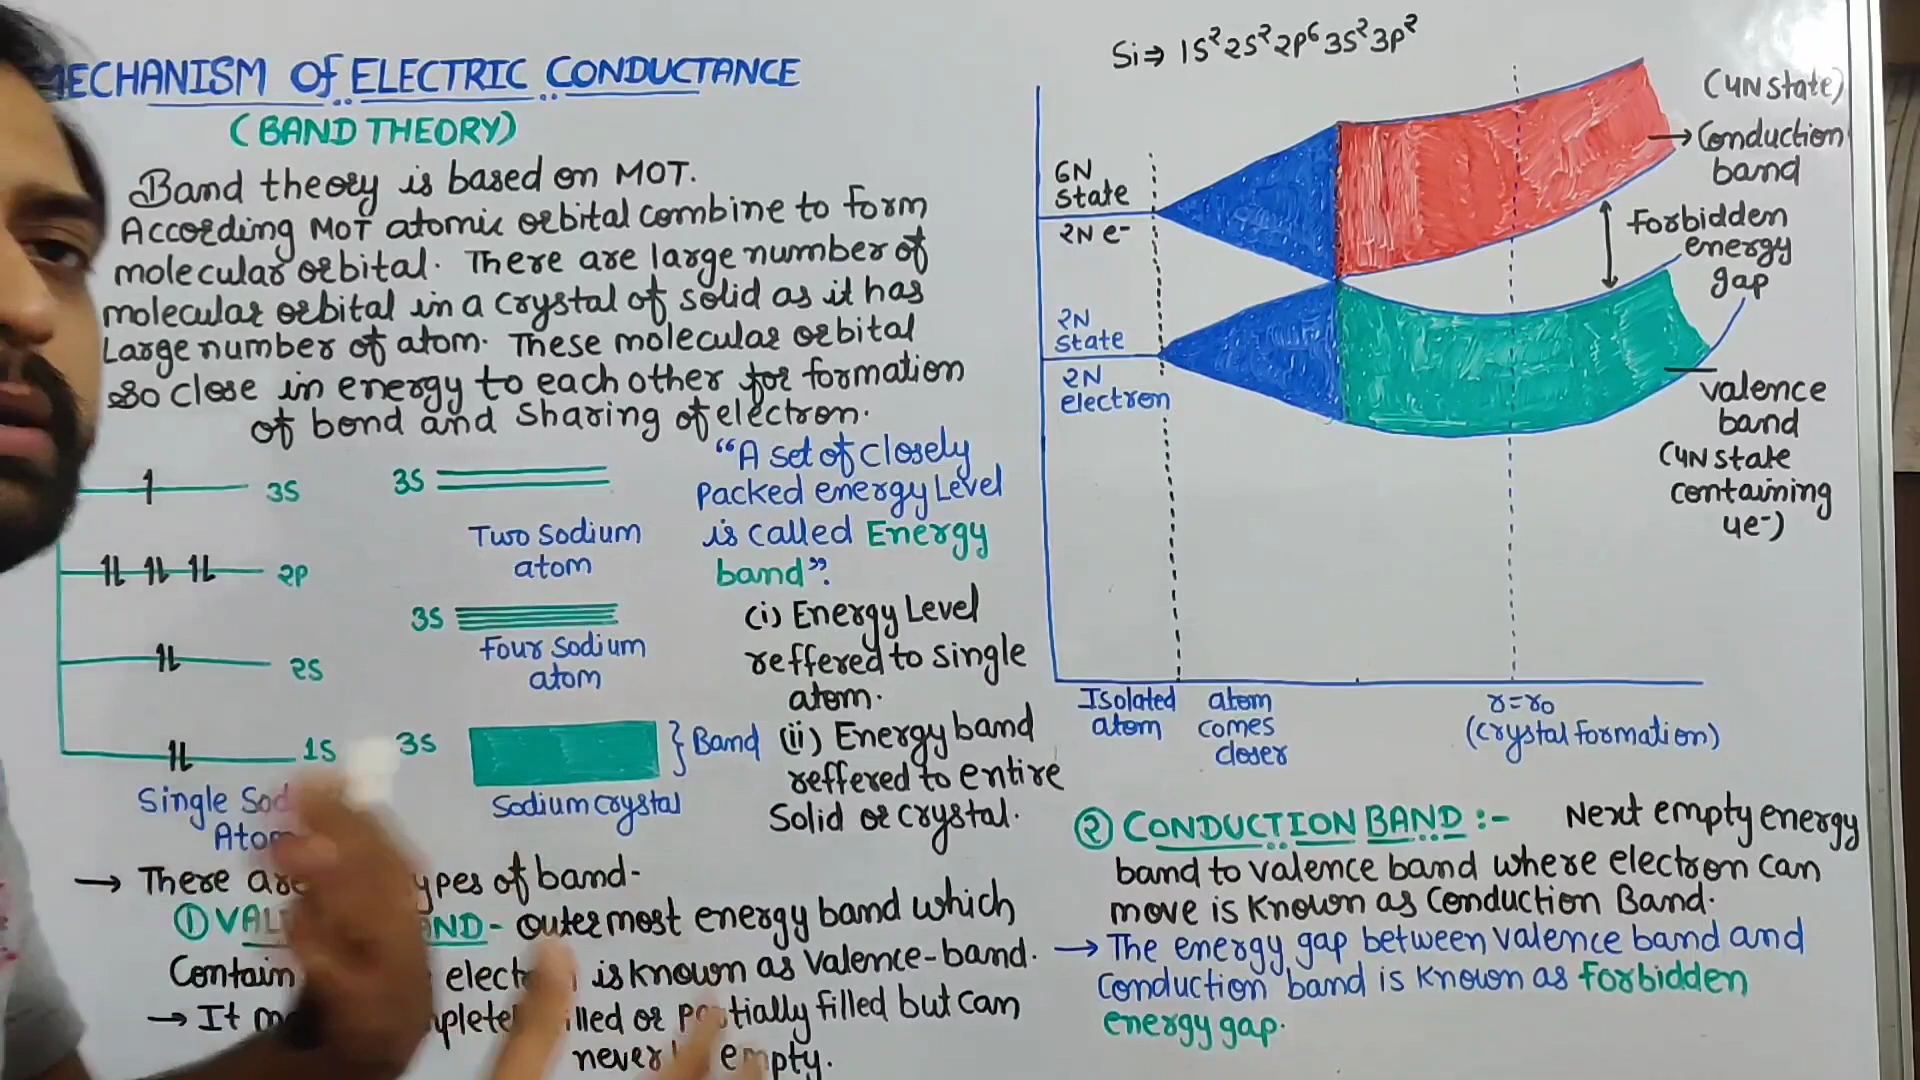 MECHANISM Of ELECTRIC CONDUCTANCE
(BAND THEORY)
Band theory is based on MOT.
According MOT atomic orbital combine to form
molecular orbital. There are large number of
molecular orbital in a crystal of solid as it has
Large number of atom. These molecular orbital
so close in energy to each other for formation
of bond and Sharing of electron.
3S
2p
2S
1S
Single Sod
Atom
3S
Two Sodium
atom
3S
four Sodium
atom
3S
} Band
Sodium crystal
"A set of closely
packed energy Level
is called Energy
band".
(i) Energy Level
reffered to single
atom.
(ii) Energy band
reffered to entire
Solid or crystal.
→ There are ypes of band-
① VAL ND- outermost energy band which
Contain elect is known as valence-band.
→ It m plete illed or partially filled but can
never empty.
Si ⇒ 1S² 2S² 2p⁶ 3S² 3p²
6N
state
2N e-
2N
state
2N
electron
(4N state)
Conduction
band
forbidden
energy
gap
valence
band
(4N state
containing
4e-)
Isolated
atom
atom
comes
closer
r=r₀
(crystal formation)
② CONDUCTION BAND :- Next empty energy
band to valence band where electron can
move is known as Conduction Band.
→ The energy gap between valence band and
conduction band is known as forbidden
energy gap.